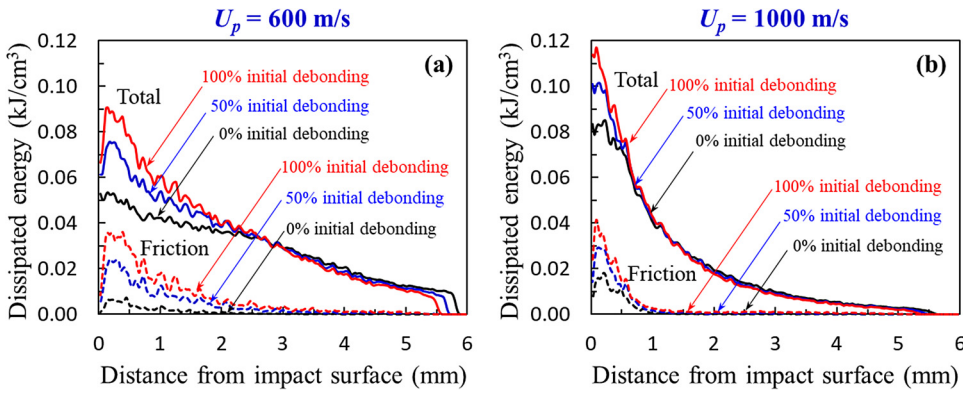 U_p = 600 m/s
Dissipated energy (kJ/cm³)
0.12
0.10
0.08
0.06
0.04
0.02
0.00
(a)
Total
100% initial debonding
50% initial debonding
0% initial debonding
100% initial debonding
50% initial debonding
0% initial debonding
Friction
0 1 2 3 4 5 6
Distance from impact surface (mm)
U_p = 1000 m/s
Dissipated energy (kJ/cm³)
0.12
0.10
0.08
0.06
0.04
0.02
0.00
(b)
Total
100% initial debonding
50% initial debonding
0% initial debonding
100% initial debonding
50% initial debonding
0% initial debonding
Friction
0 1 2 3 4 5 6
Distance from impact surface (mm)